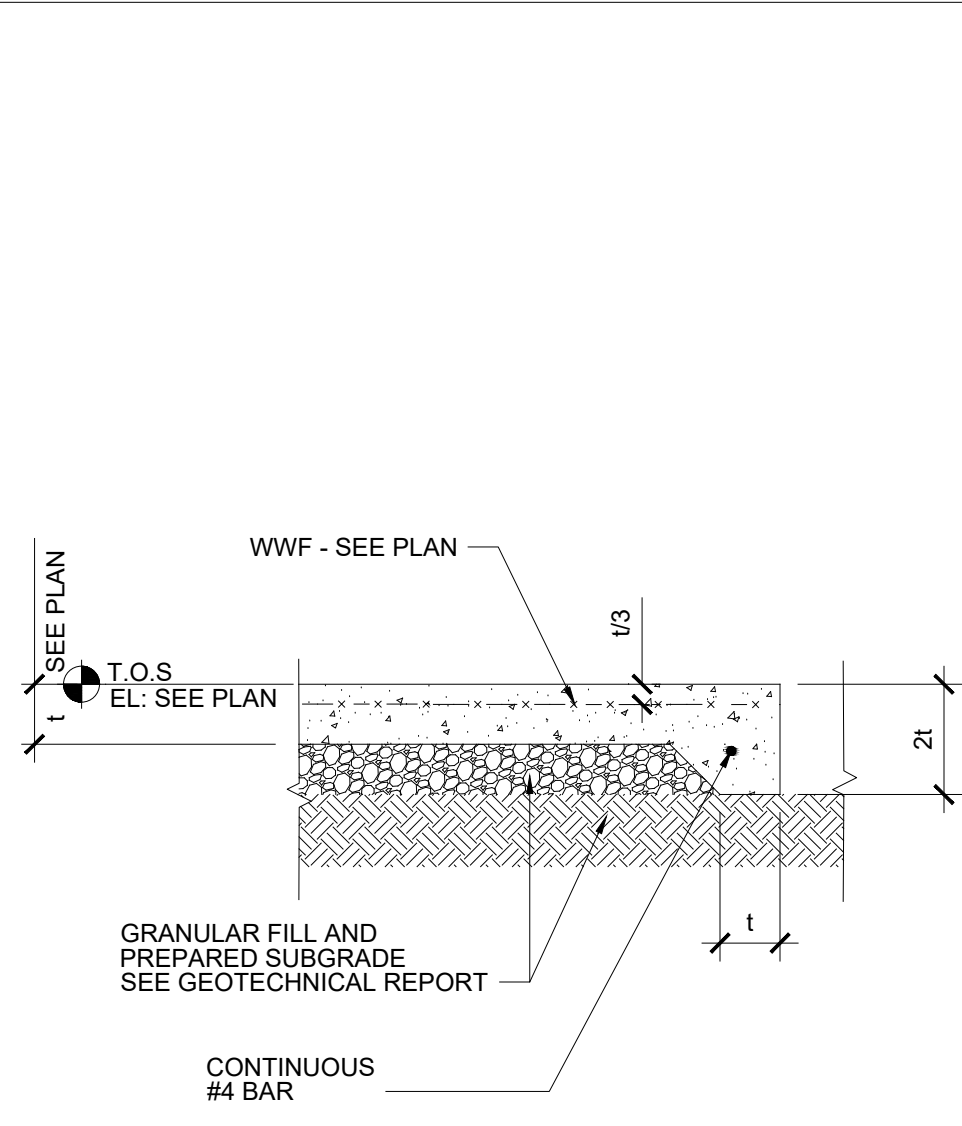 WWF - SEE PLAN
SEE PLAN
t/3
T.O.S
EL: SEE PLAN
t
2t
t
GRANULAR FILL AND
PREPARED SUBGRADE
SEE GEOTECHNICAL REPORT
CONTINUOUS
#4 BAR